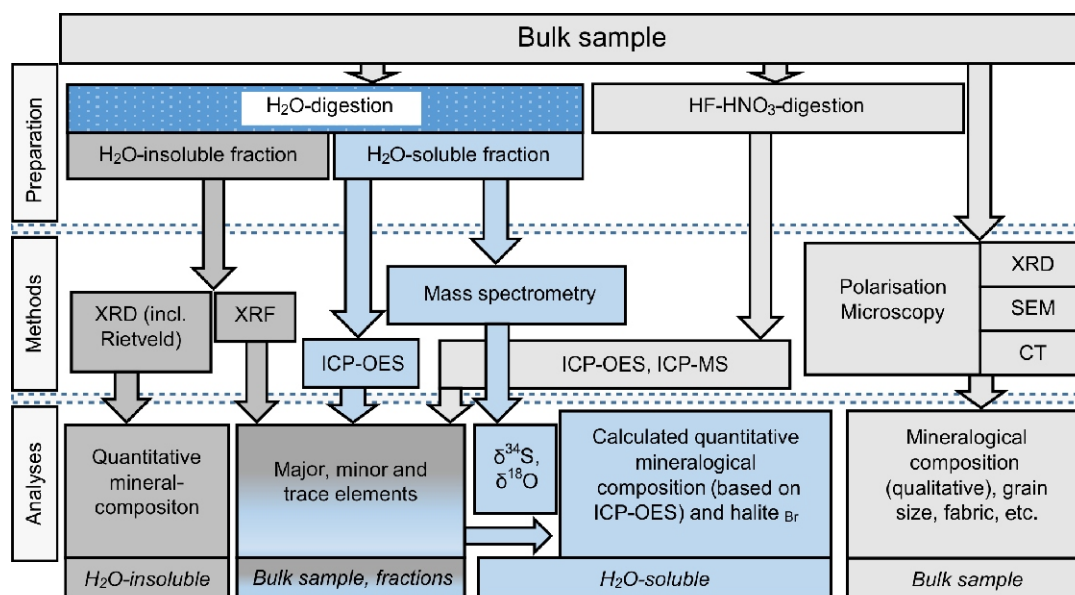 Bulk sample
Preparation
H₂O-digestion
HF-HNO₃-digestion
H₂O-insoluble fraction
H₂O-soluble fraction
Methods
XRD (incl.
Rietveld)
XRF
Mass spectrometry
ICP-OES
ICP-OES, ICP-MS
Polarisation
Microscopy
XRD
SEM
CT
Analyses
Quantitative
mineral-
compositon
Major, minor and
trace elements
δ³⁴S,
δ¹⁸O
Calculated quantitative
mineralogical
composition (based on
ICP-OES) and halite Br
Mineralogical
composition
(qualitative), grain
size, fabric, etc.
H₂O-insoluble
Bulk sample, fractions
H₂O-soluble
Bulk sample